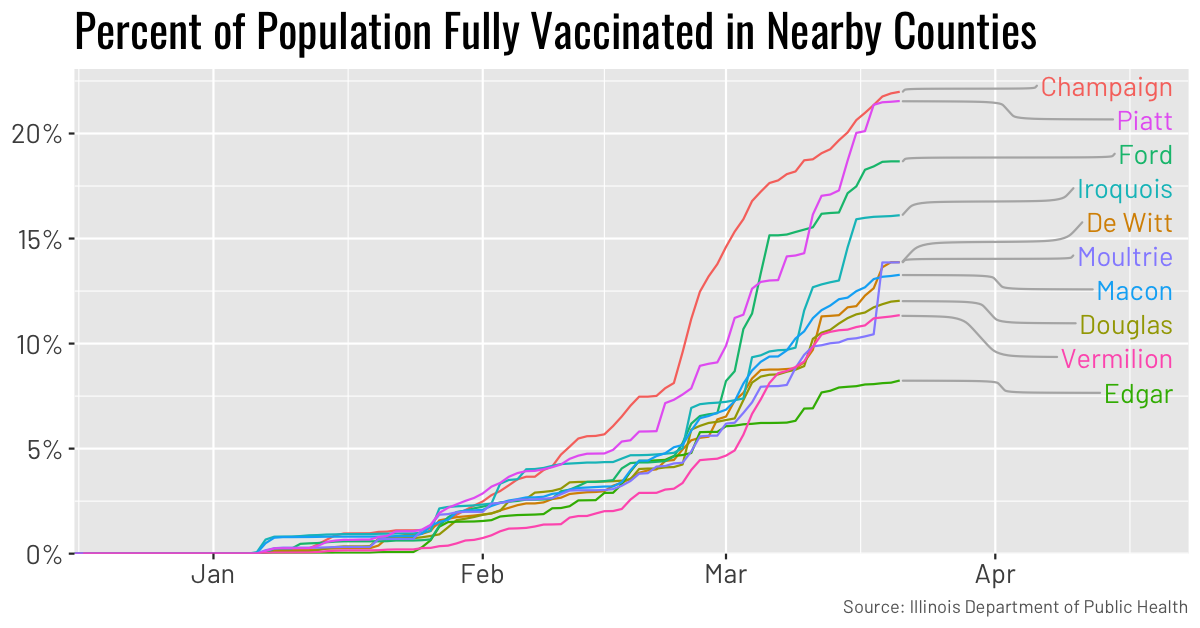 Percent of Population Fully Vaccinated in Nearby Counties
20%
15%
10%
5%
0%
Champaign
Piatt
Ford
Iroquois
De Witt
Moultrie
Macon
Douglas
Vermilion
Edgar
Jan Feb Mar Apr
Source: Illinois Department of Public Health